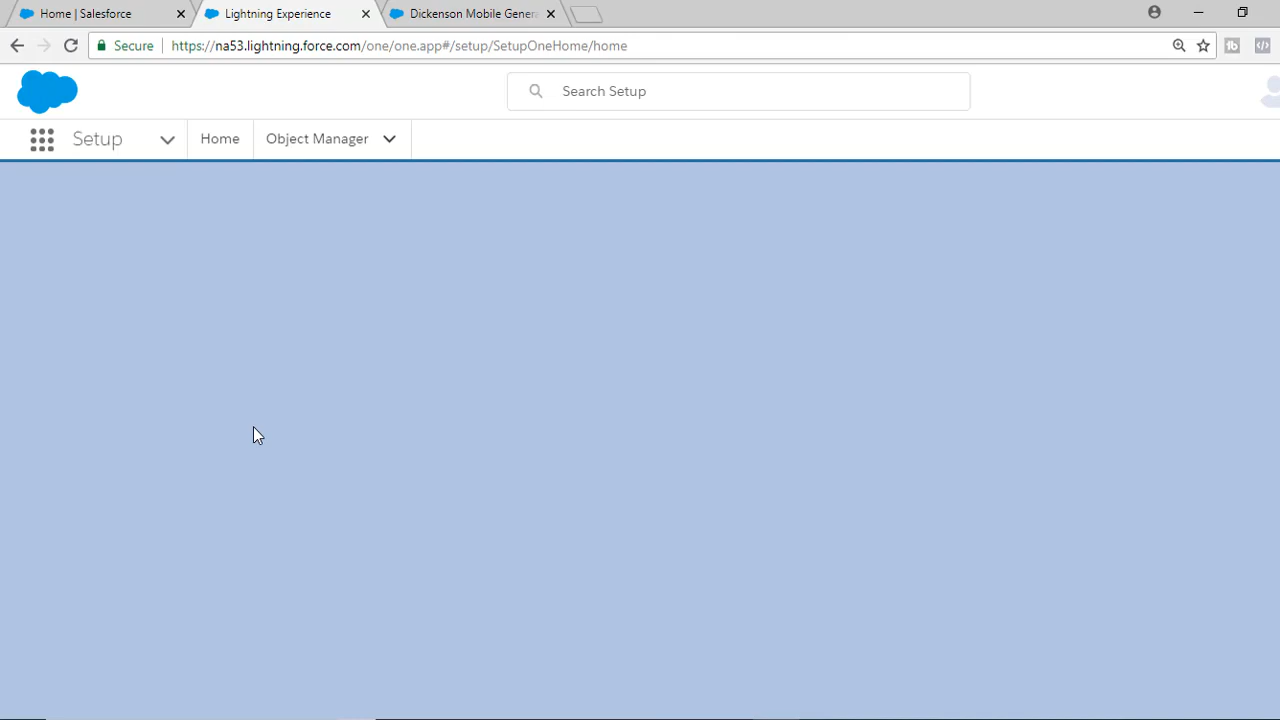 Home | Salesforce
Lightning Experience
Dickenson Mobile Gener
Secure
https://na53.lightning.force.com/one/one.app#/setup/SetupOneHome/home
Search Setup
Setup
Home
Object Manager